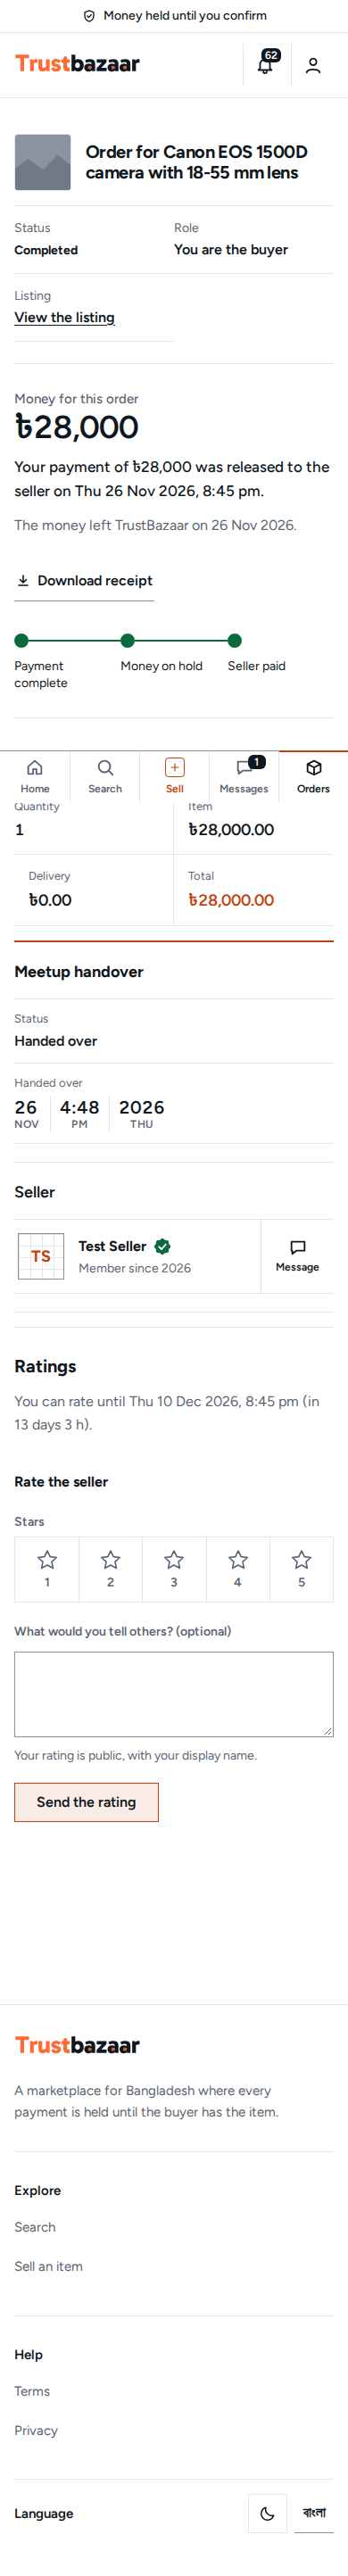 Money held until you confirm
Trustbazaar
62
Order for Canon EOS 1500D
camera with 18-55 mm lens
Status
Role
Completed
You are the buyer
Listing
View the listing
Money for this order
৳28,000
Your payment of ৳28,000 was released to the
seller on Thu 26 Nov 2026, 8:45 pm.
The money left TrustBazaar on 26 Nov 2026.
Download receipt
Payment
complete
Money on hold
Seller paid
Home
Search
Sell
1
Messages
Orders
Quantity
Item
1
৳28,000.00
Delivery
Total
৳0.00
৳28,000.00
Meetup handover
Status
Handed over
Handed over
26 4:48 2026
NOV PM THU
Seller
TS
Test Seller
Member since 2026
Message
Ratings
You can rate until Thu 10 Dec 2026, 8:45 pm (in
13 days 3 h).
Rate the seller
Stars
1 2 3 4 5
What would you tell others? (optional)
Your rating is public, with your display name.
Send the rating
Trustbazaar
A marketplace for Bangladesh where every
payment is held until the buyer has the item.
Explore
Search
Sell an item
Help
Terms
Privacy
Language
বাংলা